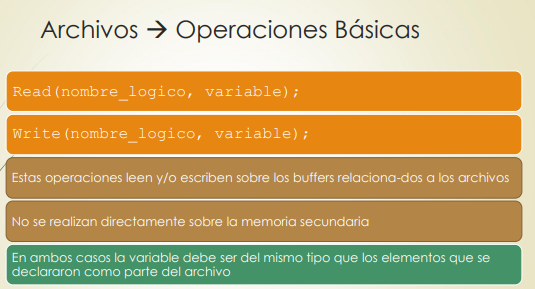 Archivos → Operaciones Básicas
Read(nombre_logico, variable);
Write(nombre_logico, variable);
Estas operaciones leen y/o escriben sobre los buffers relaciona-dos a los archivos
No se realizan directamente sobre la memoria secundaria
En ambos casos la variable debe ser del mismo tipo que los elementos que se
declararon como parte del archivo